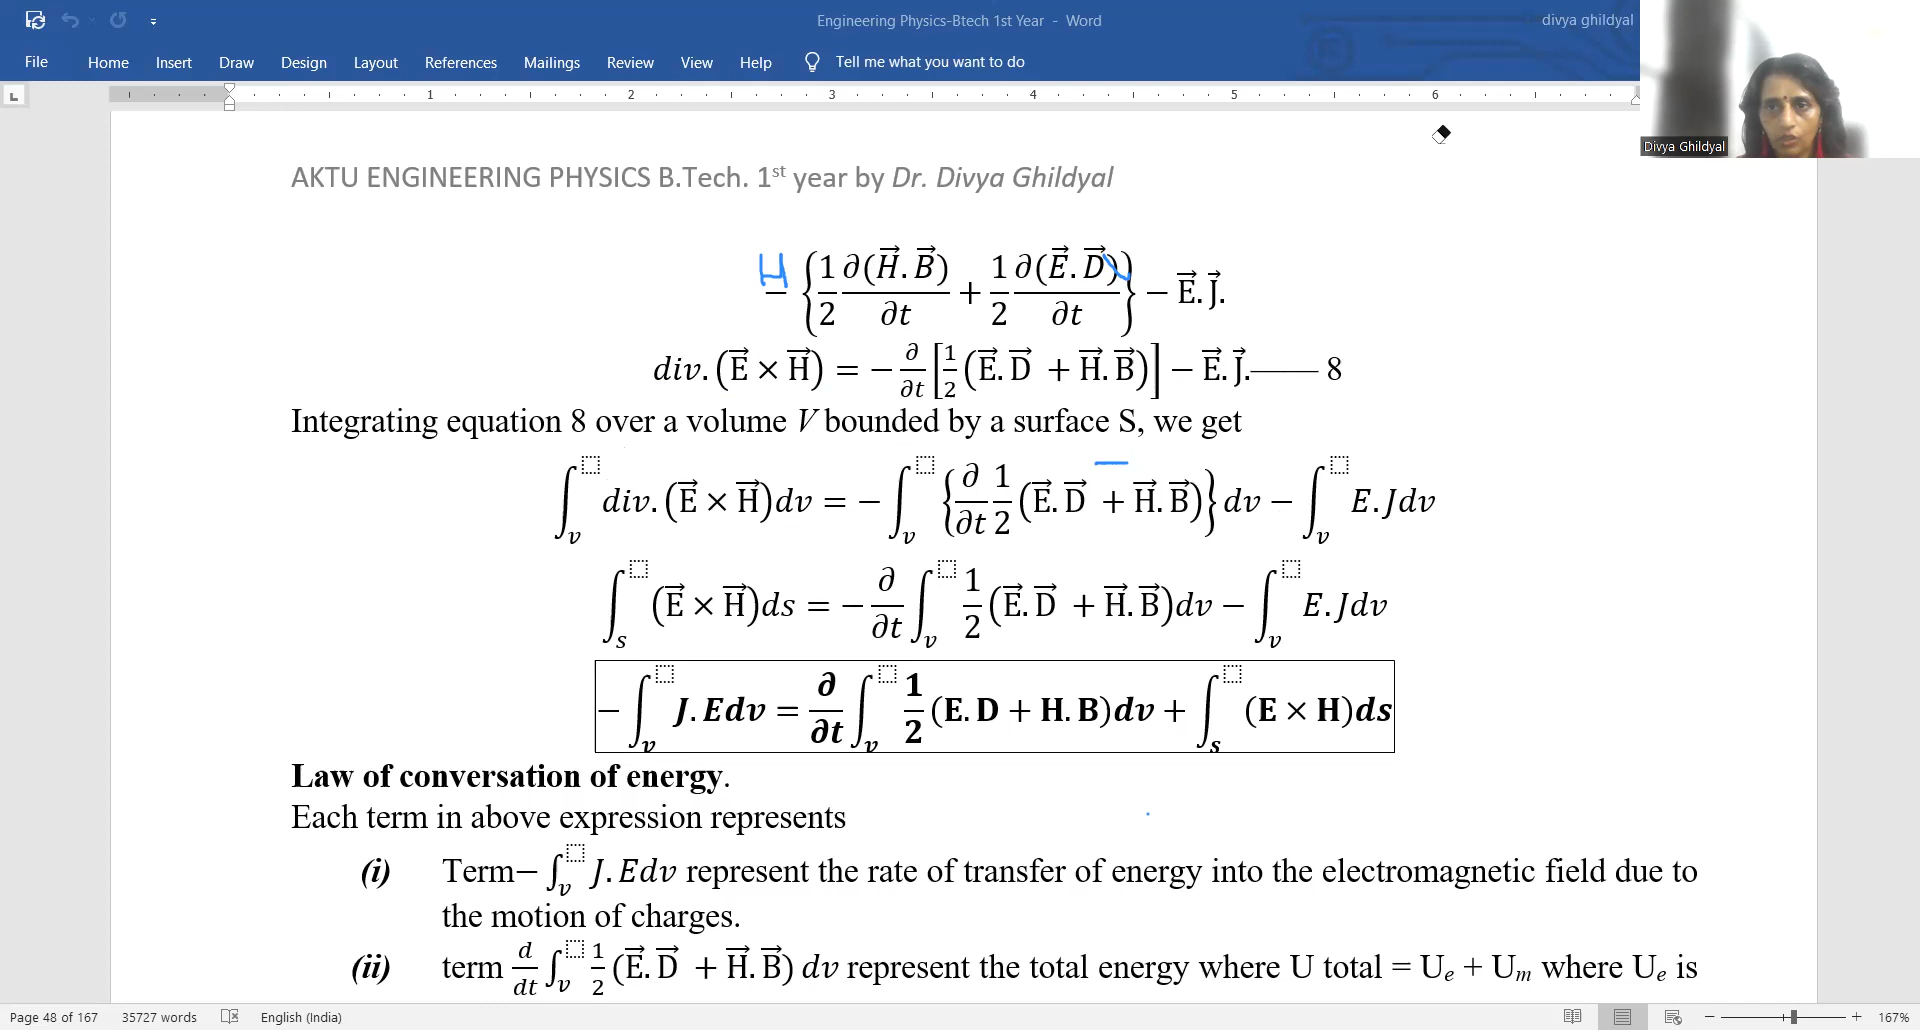 Engineering Physics-Btech 1st Year - Word
divya ghildyal
File Home Insert Draw Design Layout References Mailings Review View Help Tell me what you want to do
1 2 3 4 5 6
Divya Ghildyal
AKTU ENGINEERING PHYSICS B.Tech. 1st year by Dr. Divya Ghildyal
H
− {1/2 ∂(H⃗.B⃗)/∂t + 1/2 ∂(E⃗.D⃗)/∂t} − E⃗.J⃗.
div.(E⃗ × H⃗) = − ∂/∂t [1/2 (E⃗.D⃗ + H⃗.B⃗)] − E⃗.J⃗.—— 8
Integrating equation 8 over a volume V bounded by a surface S, we get
∫v div.(E⃗ × H⃗)dv = − ∫v {∂/∂t 1/2 (E⃗.D⃗ + H⃗.B⃗)} dv − ∫v E.Jdv
∫s (E⃗ × H⃗)ds = − ∂/∂t ∫v 1/2 (E⃗.D⃗ + H⃗.B⃗)dv − ∫v E.Jdv
− ∫v J.Edv = ∂/∂t ∫v 1/2 (E.D + H.B)dv + ∫s (E × H)ds
Law of conversation of energy.
Each term in above expression represents
(i) Term− ∫v J.Edv represent the rate of transfer of energy into the electromagnetic field due to
the motion of charges.
(ii) term d/dt ∫v 1/2 (E⃗.D⃗ + H⃗.B⃗) dv represent the total energy where U total = Ue + Um where Ue is
Page 48 of 167 35727 words English (India) 167%